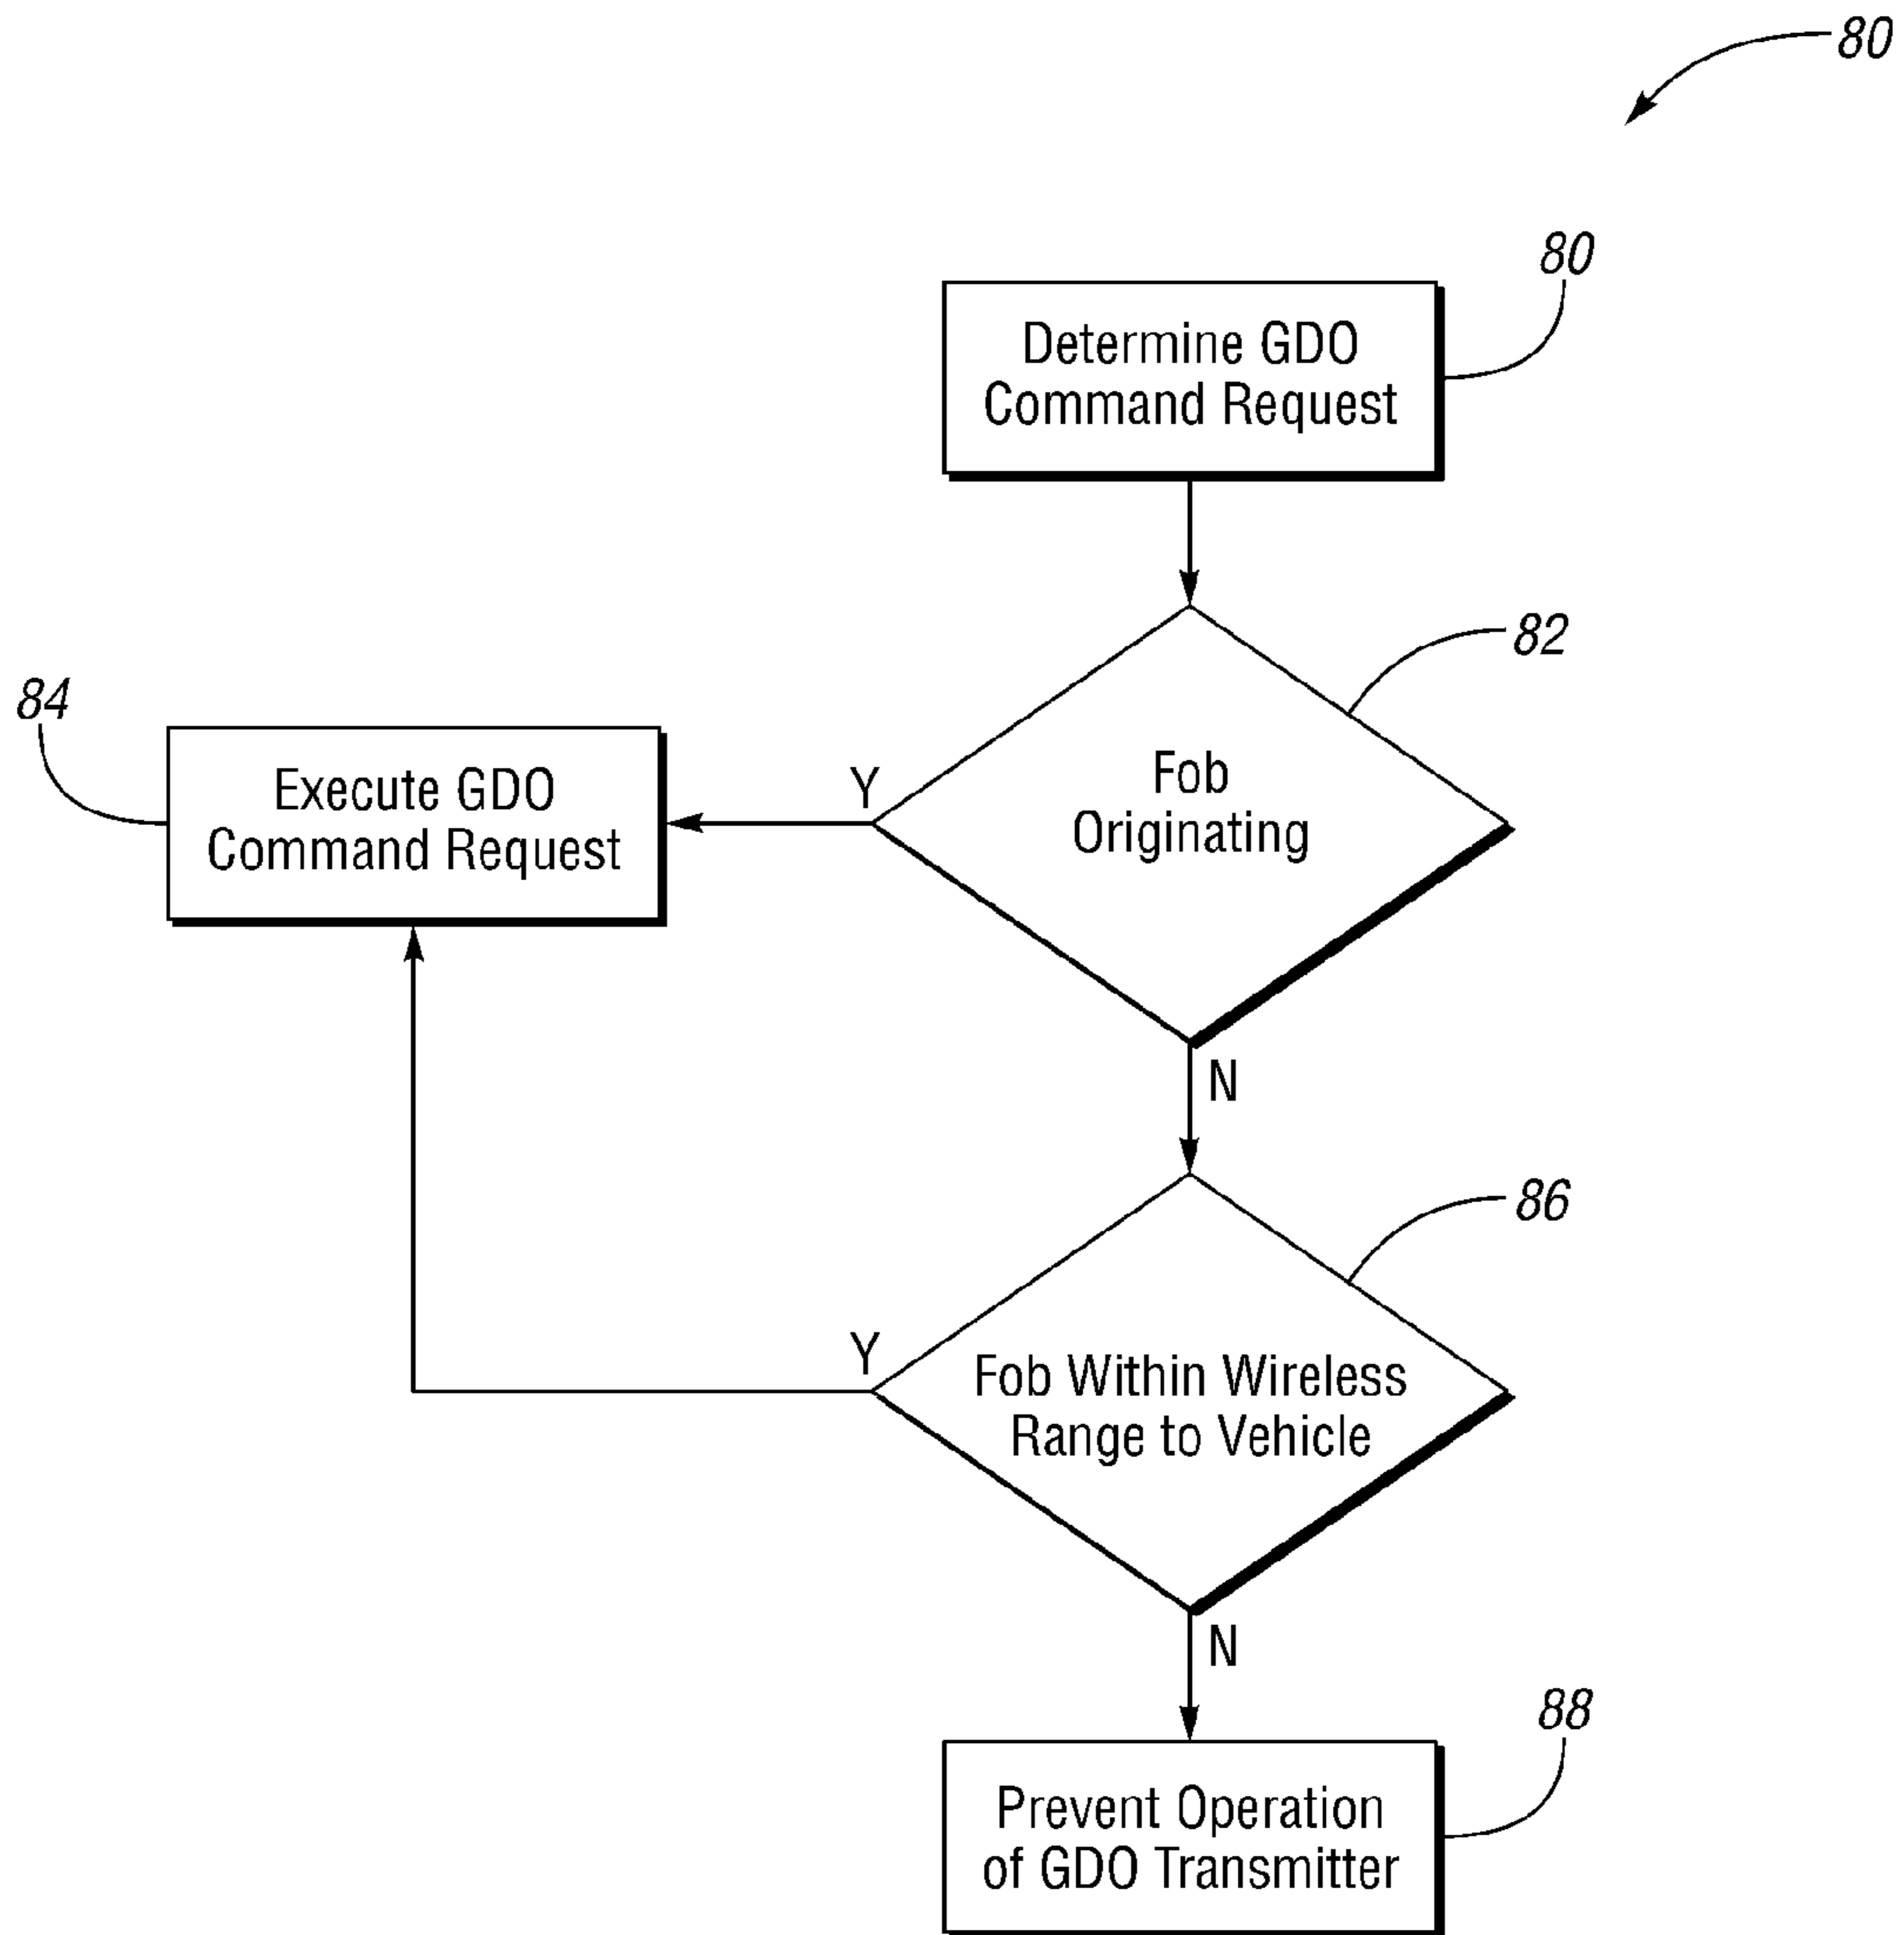 80
80
Determine GDO
Command Request
82
Fob
Originating
Y
84
Execute GDO
Command Request
N
86
Y
Fob Within Wireless
Range to Vehicle
N
88
Prevent Operation
of GDO Transmitter